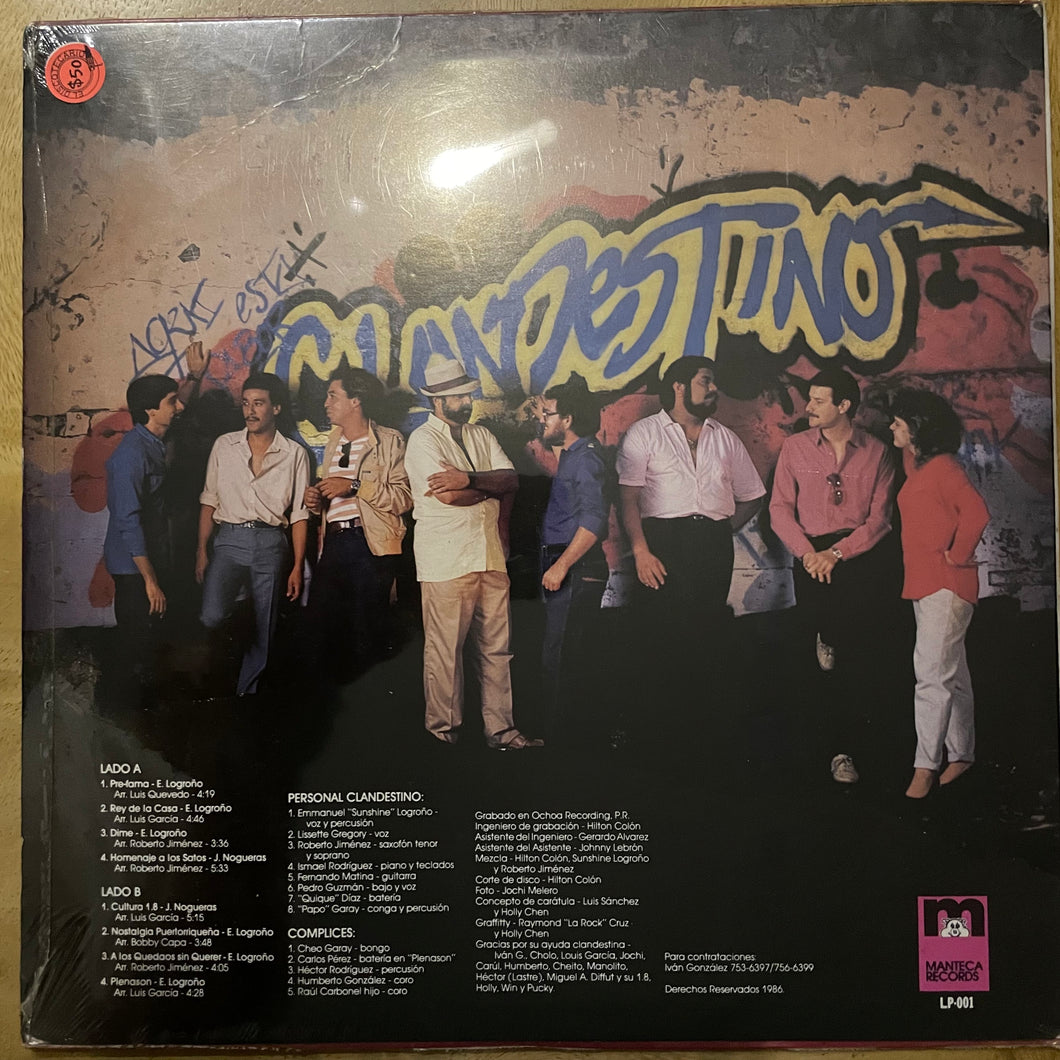 EL DISCOTECARIO
$50
CLANDESTINO
LADO A
1. Pre-fama - E. Logroño
Arr. Luis Quevedo - 4:19
2. Rey de la Casa - E. Logroño
Arr. Luis García - 4:46
3. Dime - E. Logroño
Arr. Roberto Jiménez - 3:36
4. Homenaje a los Satos - J. Nogueras
Arr. Roberto Jiménez - 5:33
LADO B
1. Cultura 1.8 - J. Nogueras
Arr. Luis García - 5:15
2. Nostalgia Puertorriqueña - E. Logroño
Arr. Bobby Capa - 3:48
3. A los Quedaos sin Querer - E. Logroño
Arr. Roberto Jiménez - 4:05
4. Plenason - E. Logroño
Arr. Luis García - 4:28
PERSONAL CLANDESTINO:
1. Emmanuel "Sunshine" Logroño -
voz y percusión
2. Lissette Gregory - voz
3. Roberto Jiménez - saxofón tenor
y soprano
4. Ismael Rodríguez - piano y teclados
5. Fernando Matina - guitarra
6. Pedro Guzmán - bajo y voz
7. "Quique" Díaz - batería
8. "Papo" Garay - conga y percusión
COMPLICES:
1. Cheo Garay - bongo
2. Carlos Pérez - batería en "Plenason"
3. Héctor Rodríguez - percusión
4. Humberto González - coro
5. Raúl Carbonel hijo - coro
Grabado en Ochoa Recording, P.R.
Ingeniero de grabación - Hilton Colón
Asistente del Ingeniero - Gerardo Alvarez
Asistente del Asistente - Johnny Lebrón
Mezcla - Hilton Colón, Sunshine Logroño
y Roberto Jiménez
Corte de disco - Hilton Colón
Foto - Jochi Melero
Concepto de carátula - Luis Sánchez
y Holly Chen
Graffitty - Raymond "La Rock" Cruz
y Holly Chen
Gracias por su ayuda clandestina -
Iván G., Cholo, Louis García, Jochi,
Carúl, Humberto, Cheito, Manolito,
Héctor (Lastre), Miguel A. Diffut y su 1.8,
Holly, Win y Pucky.
Para contrataciones:
Iván González 753-6397/756-6399
Derechos Reservados 1986.
m
MANTECA
RECORDS
LP-001